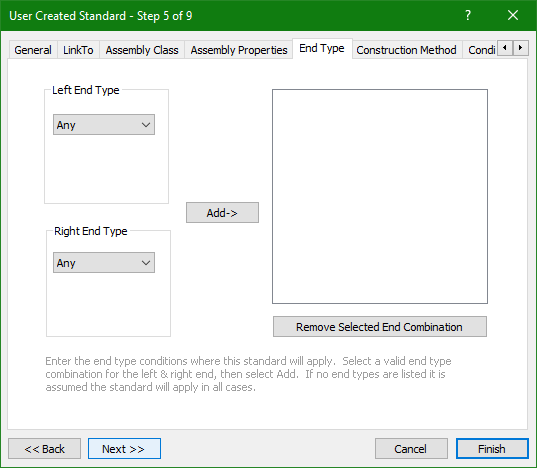 User Created Standard - Step 5 of 9
General LinkTo Assembly Class Assembly Properties End Type Construction Method Condi
Left End Type
Any
Add->
Right End Type
Any
Remove Selected End Combination
Enter the end type conditions where this standard will apply. Select a valid end type
combination for the left & right end, then select Add. If no end types are listed it is
assumed the standard will apply in all cases.
<< Back Next >> Cancel Finish